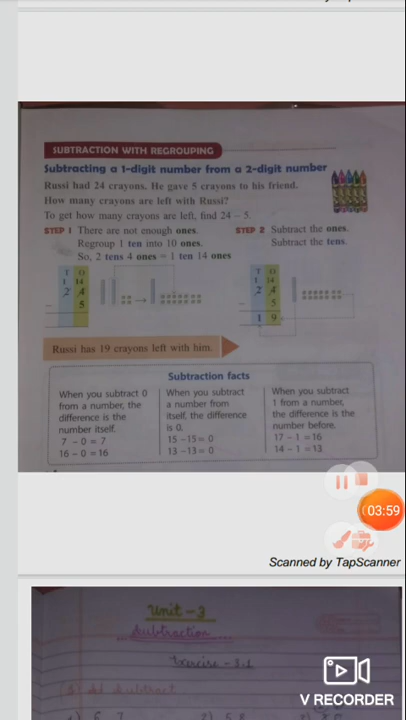 SUBTRACTION WITH REGROUPING
Subtracting a 1-digit number from a 2-digit number
Russi had 24 crayons. He gave 5 crayons to his friend.
How many crayons are left with Russi?
To get how many crayons are left, find 24 – 5.
STEP 1 There are not enough ones.
Regroup 1 ten into 10 ones.
So, 2 tens 4 ones = 1 ten 14 ones
STEP 2 Subtract the ones.
Subtract the tens.
T O
1 14
2 4
– 5
T O
1 14
2 4
– 5
1 9
Russi has 19 crayons left with him.
Subtraction facts
When you subtract 0
from a number, the
difference is the
number itself.
7 – 0 = 7
16 – 0 = 16
When you subtract
a number from
itself, the difference
is 0.
15 – 15 = 0
13 – 13 = 0
When you subtract
1 from a number,
the difference is the
number before.
17 – 1 = 16
14 – 1 = 13
03:59
Scanned by TapScanner
Unit – 3
Subtraction
Exercise – 3.1
V RECORDER